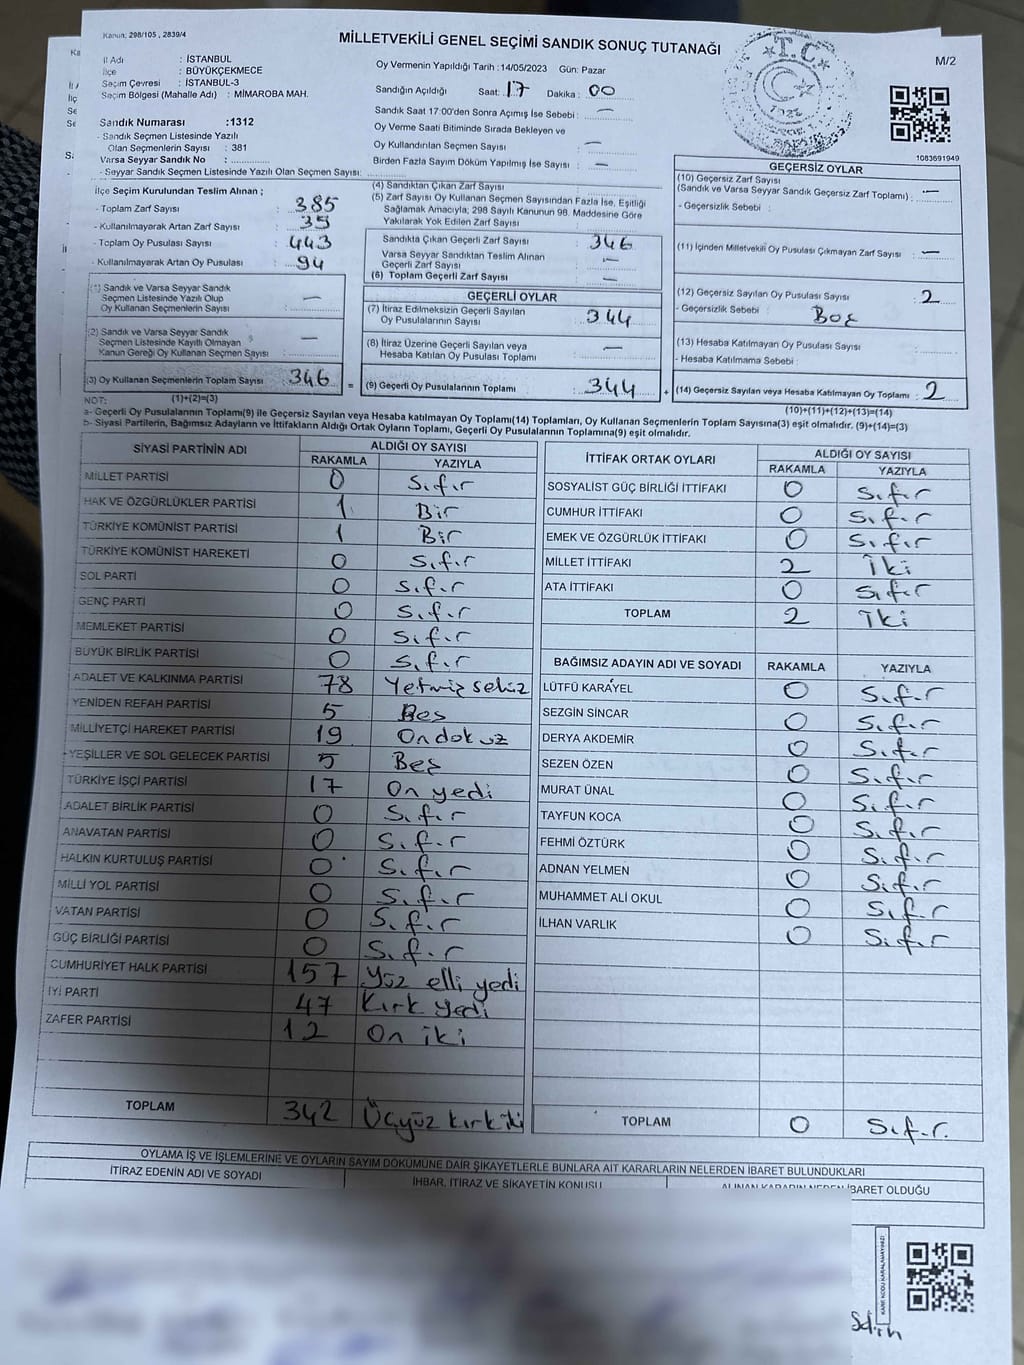 Kanun: 298/105 , 2839/4
MİLLETVEKİLİ GENEL SEÇİMİ SANDIK SONUÇ TUTANAĞI
M/2
T.C.
İl Adı : İSTANBUL
İlçe : BÜYÜKÇEKMECE
Seçim Çevresi : İSTANBUL-3
Seçim Bölgesi (Mahalle Adı) : MİMAROBA MAH.
Sandık Numarası :1312
- Sandık Seçmen Listesinde Yazılı
Olan Seçmen Sayısı : 381
Varsa Seyyar Sandık No :
- Seyyar Sandık Seçmen Listesinde Yazılı Olan Seçmen Sayısı:
Oy Vermenin Yapıldığı Tarih : 14/05/2023 Gün: Pazar
Sandığın Açıldığı Saat: 17 Dakika : 00
Sandık Saat 17:00'den Sonra Açımış İse Sebebi : —
Oy Verme Saati Bitiminde Sırada Bekleyen ve
Oy Kullandırılan Seçmen Sayısı : —
Birden Fazla Sayım Döküm Yapılmış İse Sayısı : —
1083691949
İlçe Seçim Kurulundan Teslim Alınan ;
- Toplam Zarf Sayısı : 385
- Kullanılmayarak Artan Zarf Sayısı : 35
- Toplam Oy Pusulası Sayısı : 443
- Kullanılmayarak Artan Oy Pusulası : 94
(1) Sandık ve Varsa Seyyar Sandık
Seçmen Listesinde Yazılı Olup
Oy Kullanan Seçmenlerin Sayısı : —
(2) Sandık ve Varsa Seyyar Sandık
Seçmen Listesinde Kayıtlı Olmayan
Kanun Gereği Oy Kullanan Seçmen Sayısı : —
(3) Oy Kullanan Seçmenlerin Toplam Sayısı : 346 =
(1)+(2)=(3)
(4) Sandıktan Çıkan Zarf Sayısı :
(5) Zarf Sayısı Oy Kullanan Seçmen Sayısından Fazla İse, Eşitliği
Sağlamak Amacıyla, 298 Sayılı Kanunun 98. Maddesine Göre
Yakılarak Yok Edilen Zarf Sayısı :
Sandıkta Çıkan Geçerli Zarf Sayısı : 346
Varsa Seyyar Sandıktan Teslim Alınan
Geçerli Zarf Sayısı : —
(6) Toplam Geçerli Zarf Sayısı : —
GEÇERLİ OYLAR
(7) İtiraz Edilmeksizin Geçerli Sayılan
Oy Pusulalarının Sayısı : 344
(8) İtiraz Üzerine Geçerli Sayılan veya
Hesaba Katılan Oy Pusulası Toplamı : —
(9) Geçerli Oy Pusulalarının Toplamı : 344 +
GEÇERSİZ OYLAR
(10) Geçersiz Zarf Sayısı
(Sandık ve Varsa Seyyar Sandık Geçersiz Zarf Toplamı) : —
- Geçersizlik Sebebi :
(11) İçinden Milletvekili Oy Pusulası Çıkmayan Zarf Sayısı : —
(12) Geçersiz Sayılan Oy Pusulası Sayısı : 2
- Geçersizlik Sebebi : Boş
(13) Hesaba Katılmayan Oy Pusulası Sayısı :
- Hesaba Katılmama Sebebi :
(14) Geçersiz Sayılan veya Hesaba Katılmayan Oy Toplamı : 2
(10)+(11)+(12)+(13)=(14)
NOT:
a- Geçerli Oy Pusulalarının Toplamı(9) ile Geçersiz Sayılan veya Hesaba katılmayan Oy Toplamı(14) Toplamları, Oy Kullanan Seçmenlerin Toplam Sayısına(3) eşit olmalıdır. (9)+(14)=(3)
b- Siyasi Partilerin, Bağımsız Adayların ve İttifakların Aldığı Ortak Oyların Toplamı, Geçerli Oy Pusulalarının Toplamına(9) eşit olmalıdır.
SİYASİ PARTİNİN ADI ALDIĞI OY SAYISI
RAKAMLA YAZIYLA
MİLLET PARTİSİ 0 Sıfır
HAK VE ÖZGÜRLÜKLER PARTİSİ 1 Bir
TÜRKİYE KOMÜNİST PARTİSİ 1 Bir
TÜRKİYE KOMÜNİST HAREKETİ 0 Sıfır
SOL PARTİ 0 Sıfır
GENÇ PARTİ 0 Sıfır
MEMLEKET PARTİSİ 0 Sıfır
BÜYÜK BİRLİK PARTİSİ 0 Sıfır
ADALET VE KALKINMA PARTİSİ 78 Yetmiş sekiz
YENİDEN REFAH PARTİSİ 5 Beş
MİLLİYETÇİ HAREKET PARTİSİ 19 On dokuz
YEŞİLLER VE SOL GELECEK PARTİSİ 5 Beş
TÜRKİYE İŞÇİ PARTİSİ 17 On yedi
ADALET BİRLİK PARTİSİ 0 Sıfır
ANAVATAN PARTİSİ 0 Sıfır
HALKIN KURTULUŞ PARTİSİ 0 Sıfır
MİLLİ YOL PARTİSİ 0 Sıfır
VATAN PARTİSİ 0 Sıfır
GÜÇ BİRLİĞİ PARTİSİ 0 Sıfır
CUMHURİYET HALK PARTİSİ 157 Yüz elli yedi
İYİ PARTİ 47 Kırk yedi
ZAFER PARTİSİ 12 On iki
TOPLAM 342 Üçyüz kırk iki
İTTİFAK ORTAK OYLARI ALDIĞI OY SAYISI
RAKAMLA YAZIYLA
SOSYALİST GÜÇ BİRLİĞİ İTTİFAKI 0 Sıfır
CUMHUR İTTİFAKI 0 Sıfır
EMEK VE ÖZGÜRLÜK İTTİFAKI 0 Sıfır
MİLLET İTTİFAKI 2 İki
ATA İTTİFAKI 0 Sıfır
TOPLAM 2 İki
BAĞIMSIZ ADAYIN ADI VE SOYADI RAKAMLA YAZIYLA
LÜTFÜ KARAYEL 0 Sıfır
SEZGİN SİNCAR 0 Sıfır
DERYA AKDEMİR 0 Sıfır
SEZEN ÖZEN 0 Sıfır
MURAT ÜNAL 0 Sıfır
TAYFUN KOCA 0 Sıfır
FEHMİ ÖZTÜRK 0 Sıfır
ADNAN YELMEN 0 Sıfır
MUHAMMET ALİ OKUL 0 Sıfır
İLHAN VARLIK 0 Sıfır
TOPLAM 0 Sıfır.
OYLAMA İŞ VE İŞLEMLERİNE VE OYLARIN SAYIM DÖKÜMÜNE DAİR ŞİKAYETLERLE BUNLARA AİT KARARLARIN NELERDEN İBARET BULUNDUKLARI
İTİRAZ EDENİN ADI VE SOYADI
İHBAR, İTİRAZ VE ŞİKAYETİN KONUSU
ALINAN KARARIN NEDEN İBARET OLDUĞU